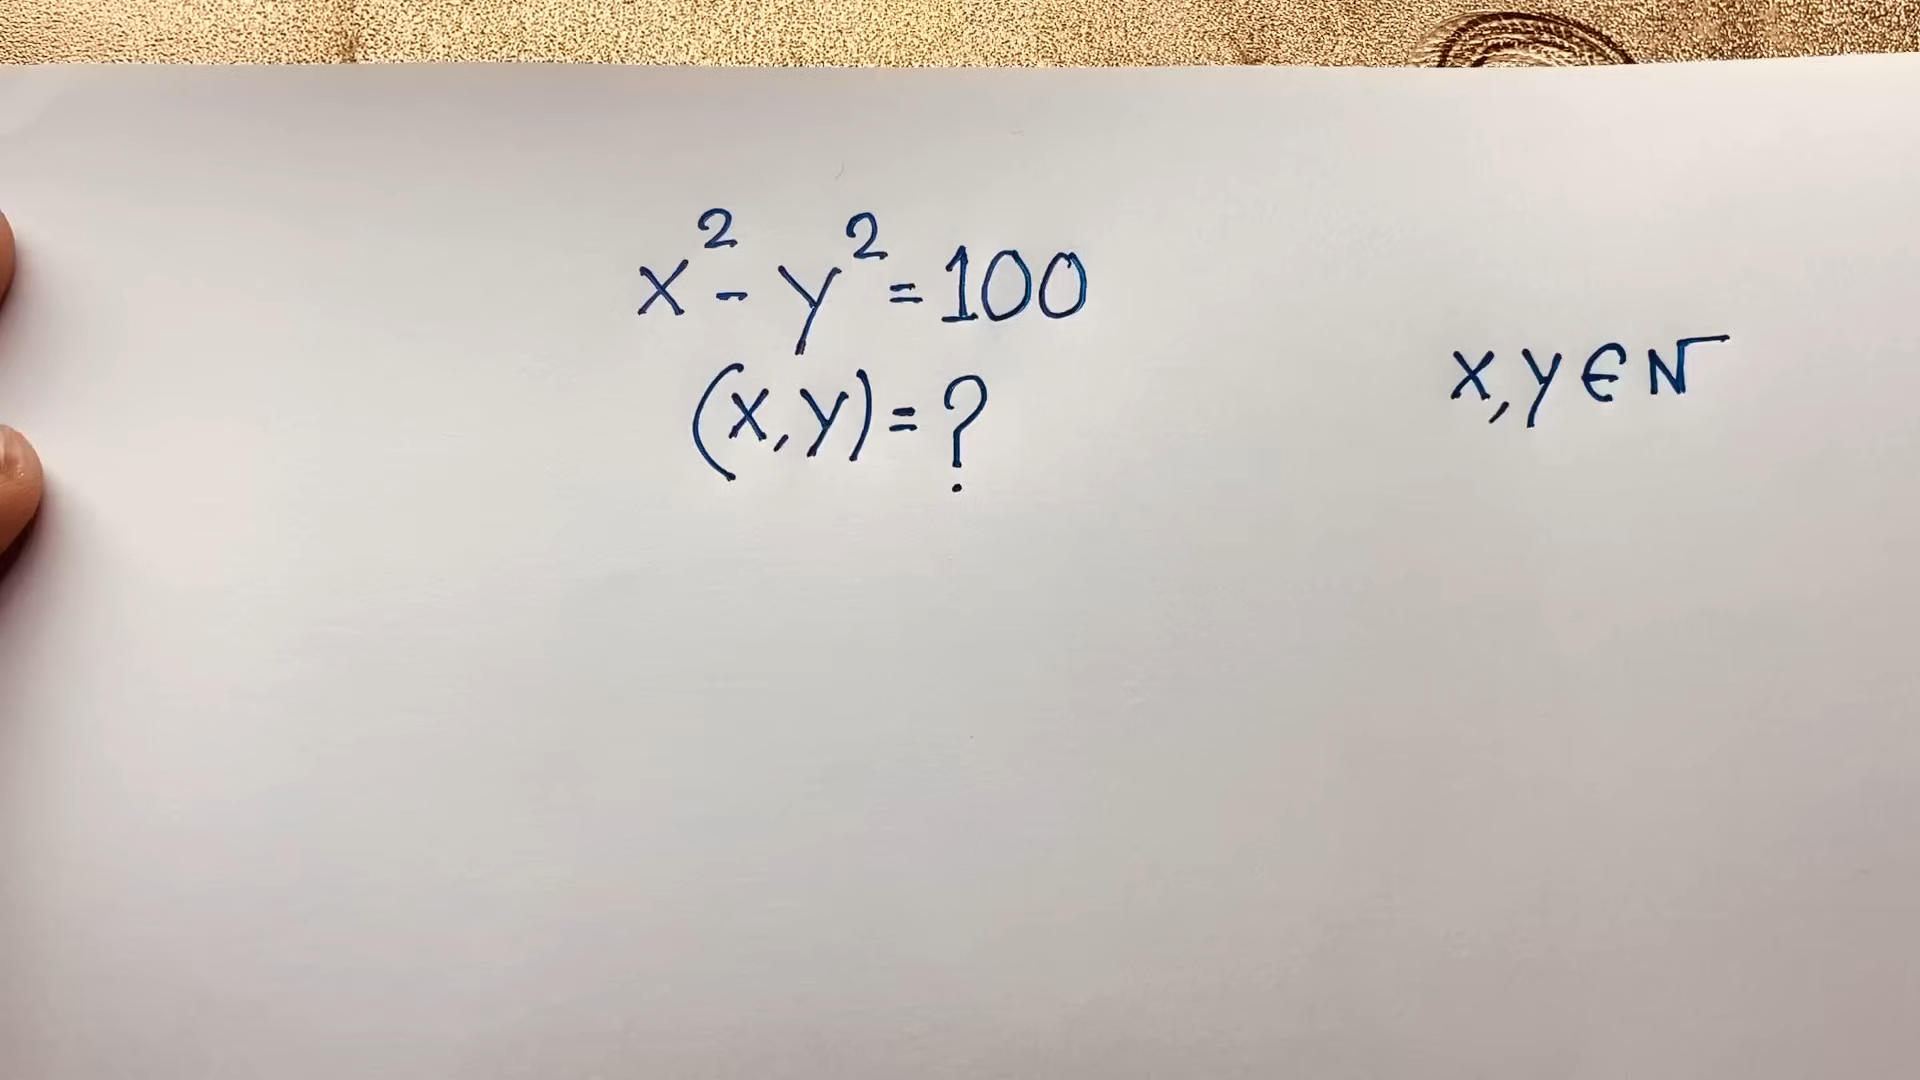 x² - y² = 100
(x,y) = ?
x,y ∈ N